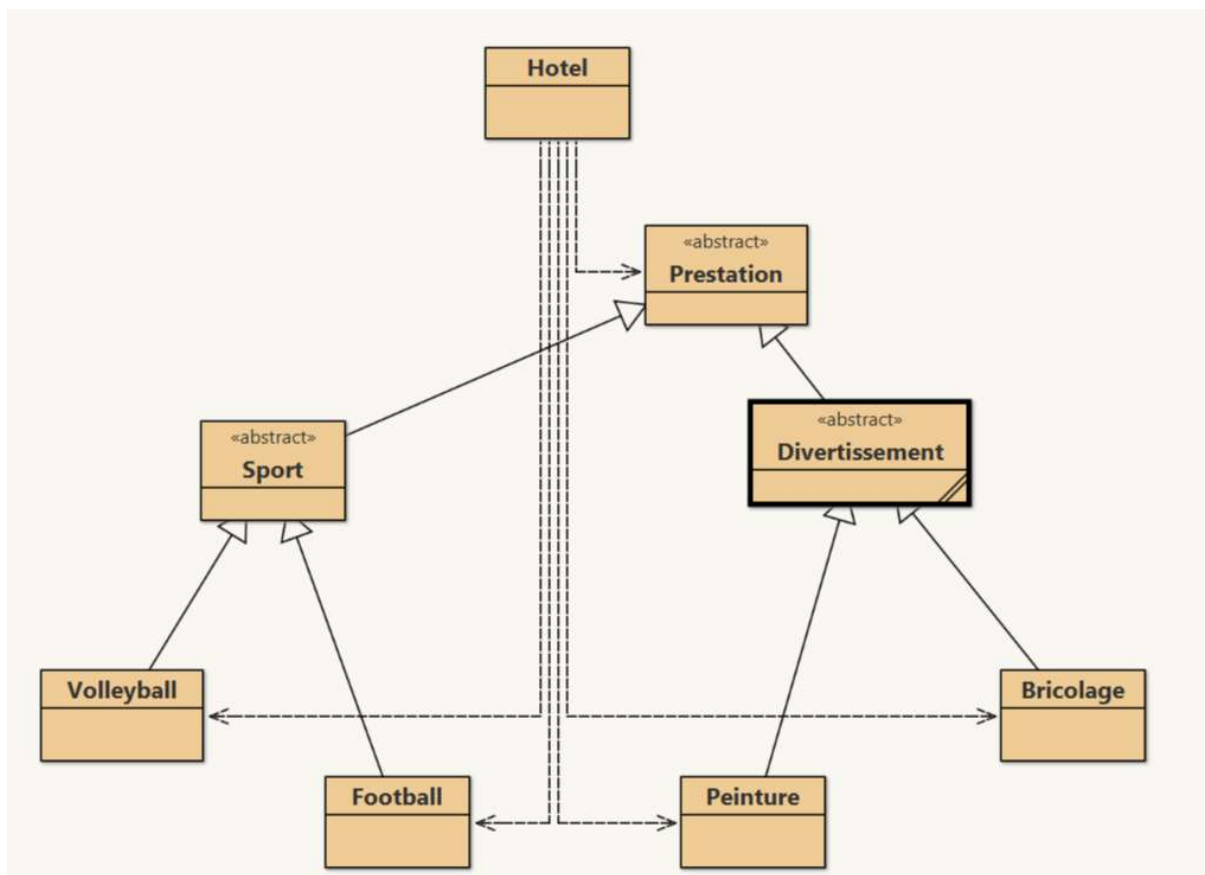 Hotel
«abstract»
Prestation
«abstract»
Divertissement
«abstract»
Sport
Volleyball
Bricolage
Football
Peinture